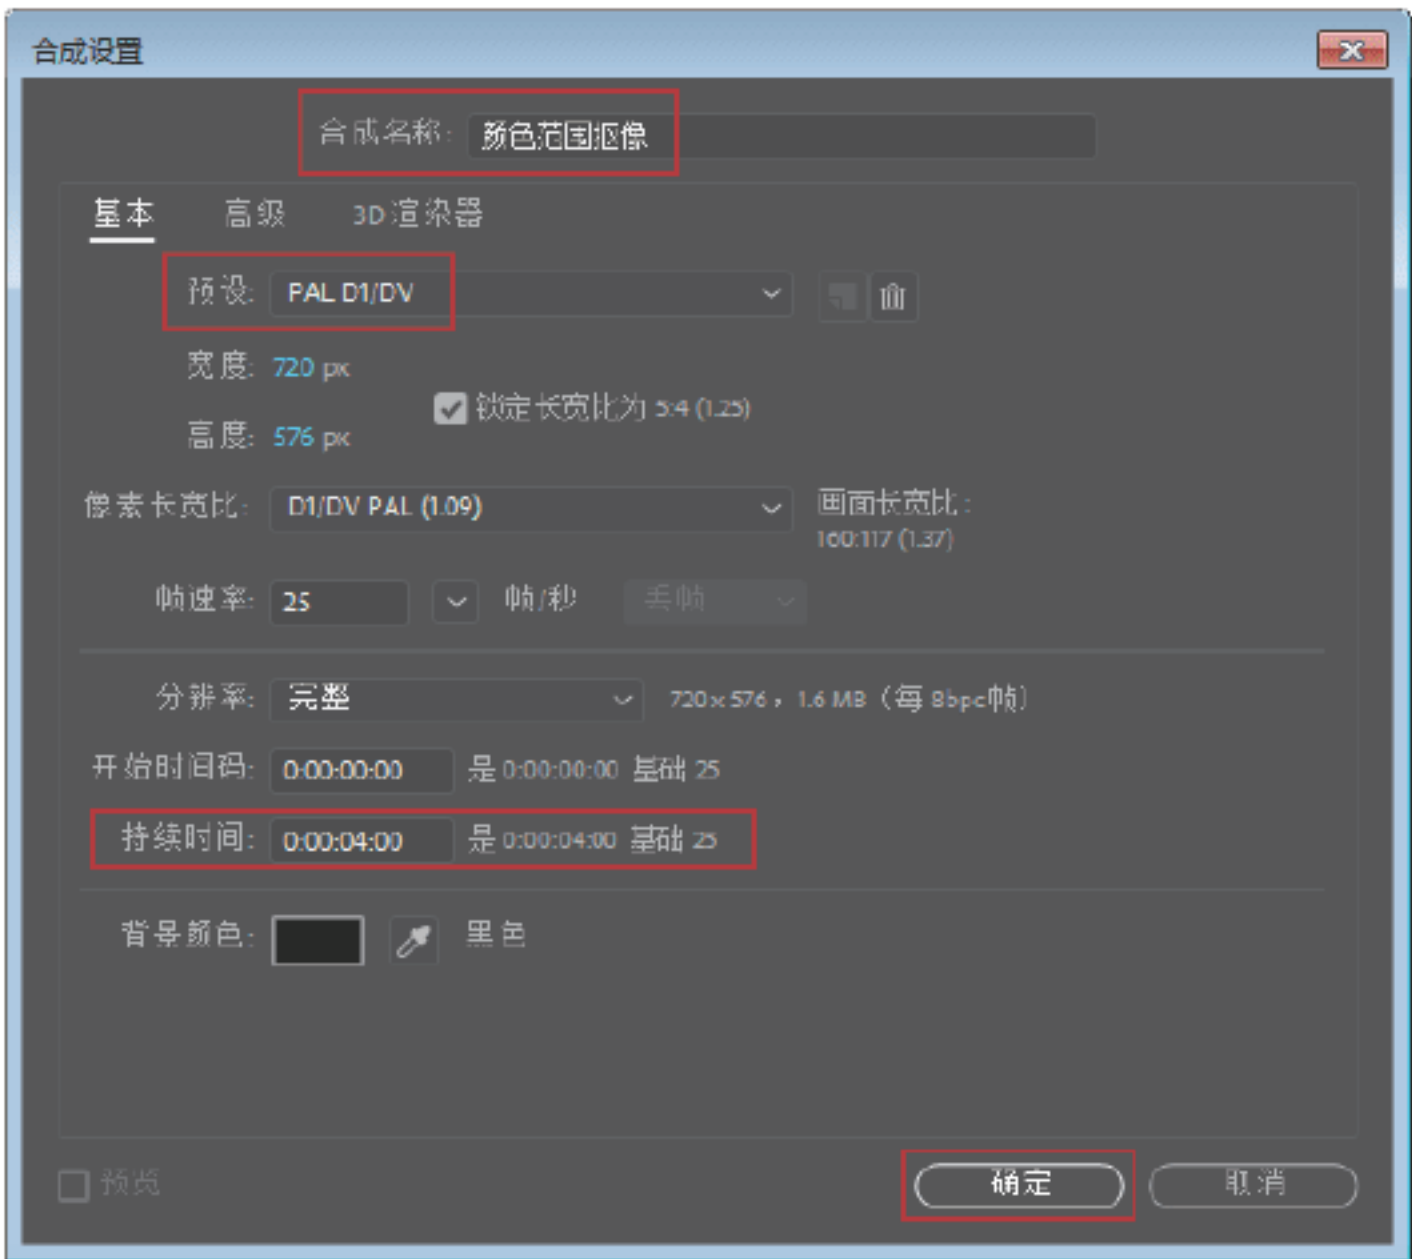 合成设置
合成名称: 颜色范围抠像
基本 高级 3D 渲染器
预设: PAL D1/DV
宽度: 720 px
锁定长宽比为 5:4 (1.25)
高度: 576 px
像素长宽比: D1/DV PAL (1.09) 画面长宽比:
160:117 (1.37)
帧速率: 25 帧/秒 丢帧
分辨率: 完整 720 x 576，1.6 MB（每 8bpc帧）
开始时间码: 0:00:00:00 是 0:00:00:00 基础 25
持续时间: 0:00:04:00 是 0:00:04:00 基础 25
背景颜色: 黑色
预览 确定 取消